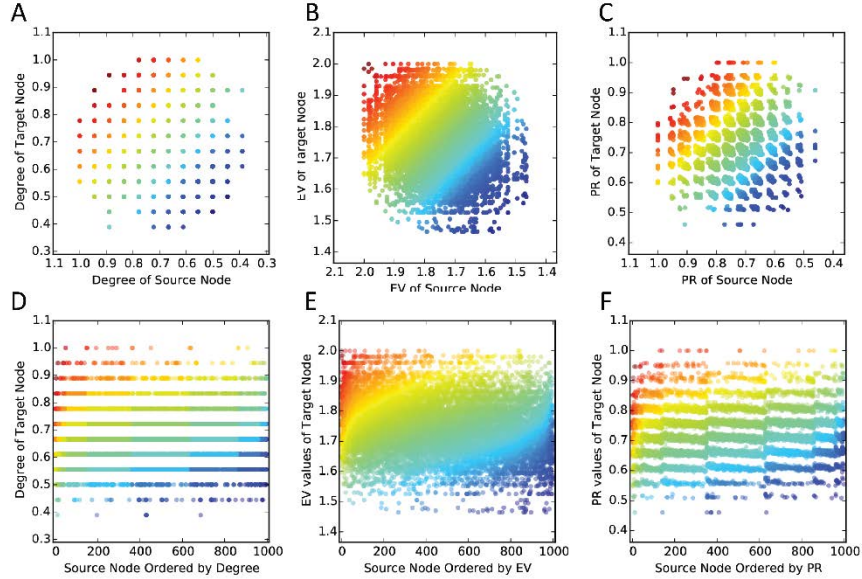 A
B
C
1.1
1.0
0.9
0.8
0.7
0.6
0.5
0.4
0.3
Degree of Target Node
1.1 1.0 0.9 0.8 0.7 0.6 0.5 0.4 0.3
Degree of Source Node
2.1
2.0
1.9
1.8
1.7
1.6
1.5
1.4
EV of Target Node
2.1 2.0 1.9 1.8 1.7 1.6 1.5 1.4
EV of Source Node
1.1
1.0
0.9
0.8
0.7
0.6
0.5
0.4
PR of Target Node
1.1 1.0 0.9 0.8 0.7 0.6 0.5 0.4
PR of Source Node
D
E
F
1.1
1.0
0.9
0.8
0.7
0.6
0.5
0.4
0.3
Degree of Target Node
0 200 400 600 800 1000
Source Node Ordered by Degree
2.1
2.0
1.9
1.8
1.7
1.6
1.5
1.4
EV values of Target Node
0 200 400 600 800 1000
Source Node Ordered by EV
1.1
1.0
0.9
0.8
0.7
0.6
0.5
0.4
PR values of Target Node
0 200 400 600 800 1000
Source Node Ordered by PR